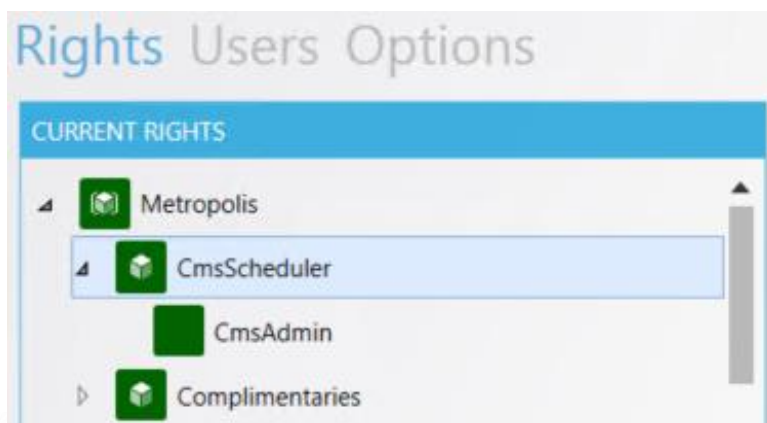 Rights Users Options
CURRENT RIGHTS
Metropolis
CmsScheduler
CmsAdmin
Complimentaries